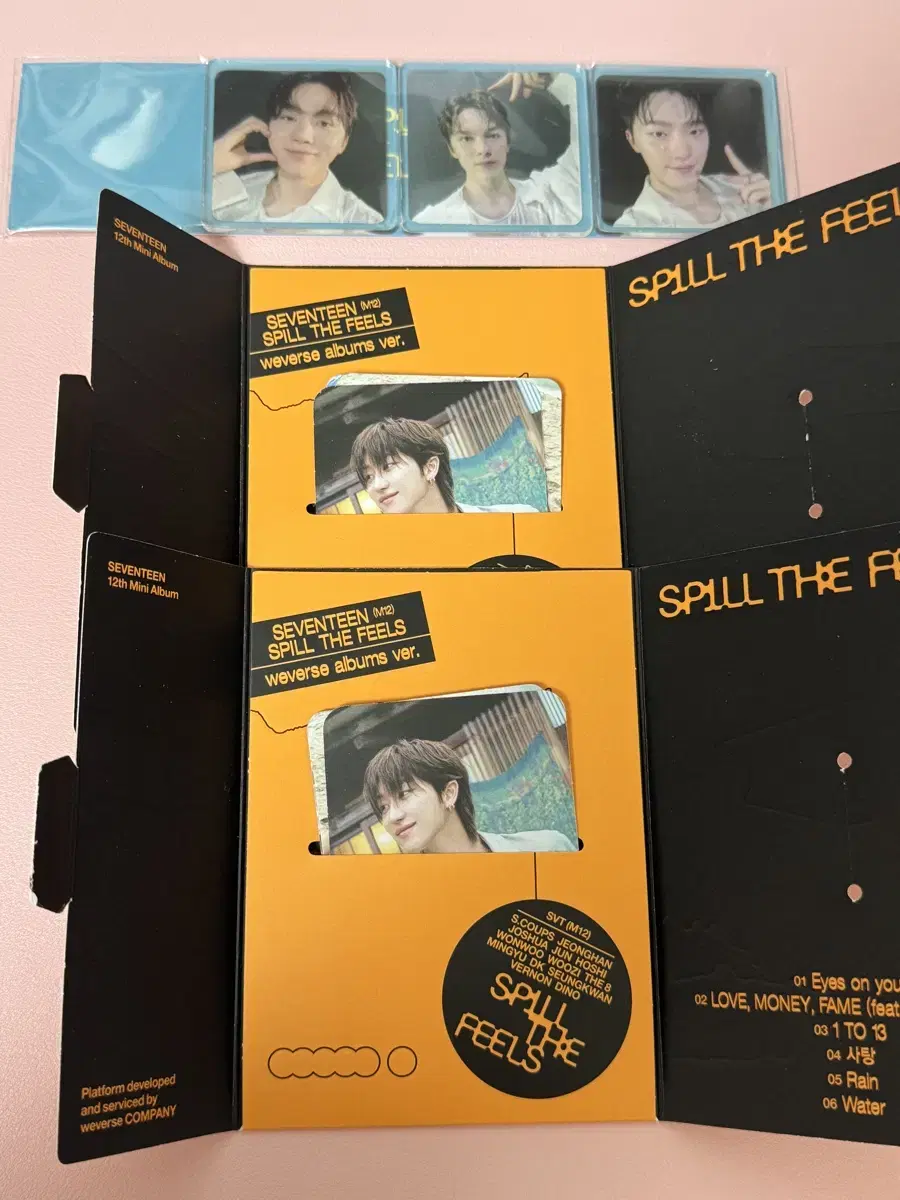 SEVENTEEN
12th Mini Album
SEVENTEEN (M12)
SPILL THE FEELS
weverse albums ver.
SPILL THE FEEL
SEVENTEEN
12th Mini Album
SEVENTEEN (M12)
SPILL THE FEELS
weverse albums ver.
SPILL THE
SVT (M12)
S.COUPS JEONGHAN
JOSHUA JUN HOSHI
WONWOO WOOZI THE 8
MINGYU DK SEUNGKWAN
VERNON DINO
SPILL
THE
FEELS
Platform developed
and serviced by
weverse COMPANY
01 Eyes on you
02 LOVE, MONEY, FAME (feat
03 1 TO 13
04 사탕
05 Rain
06 Water